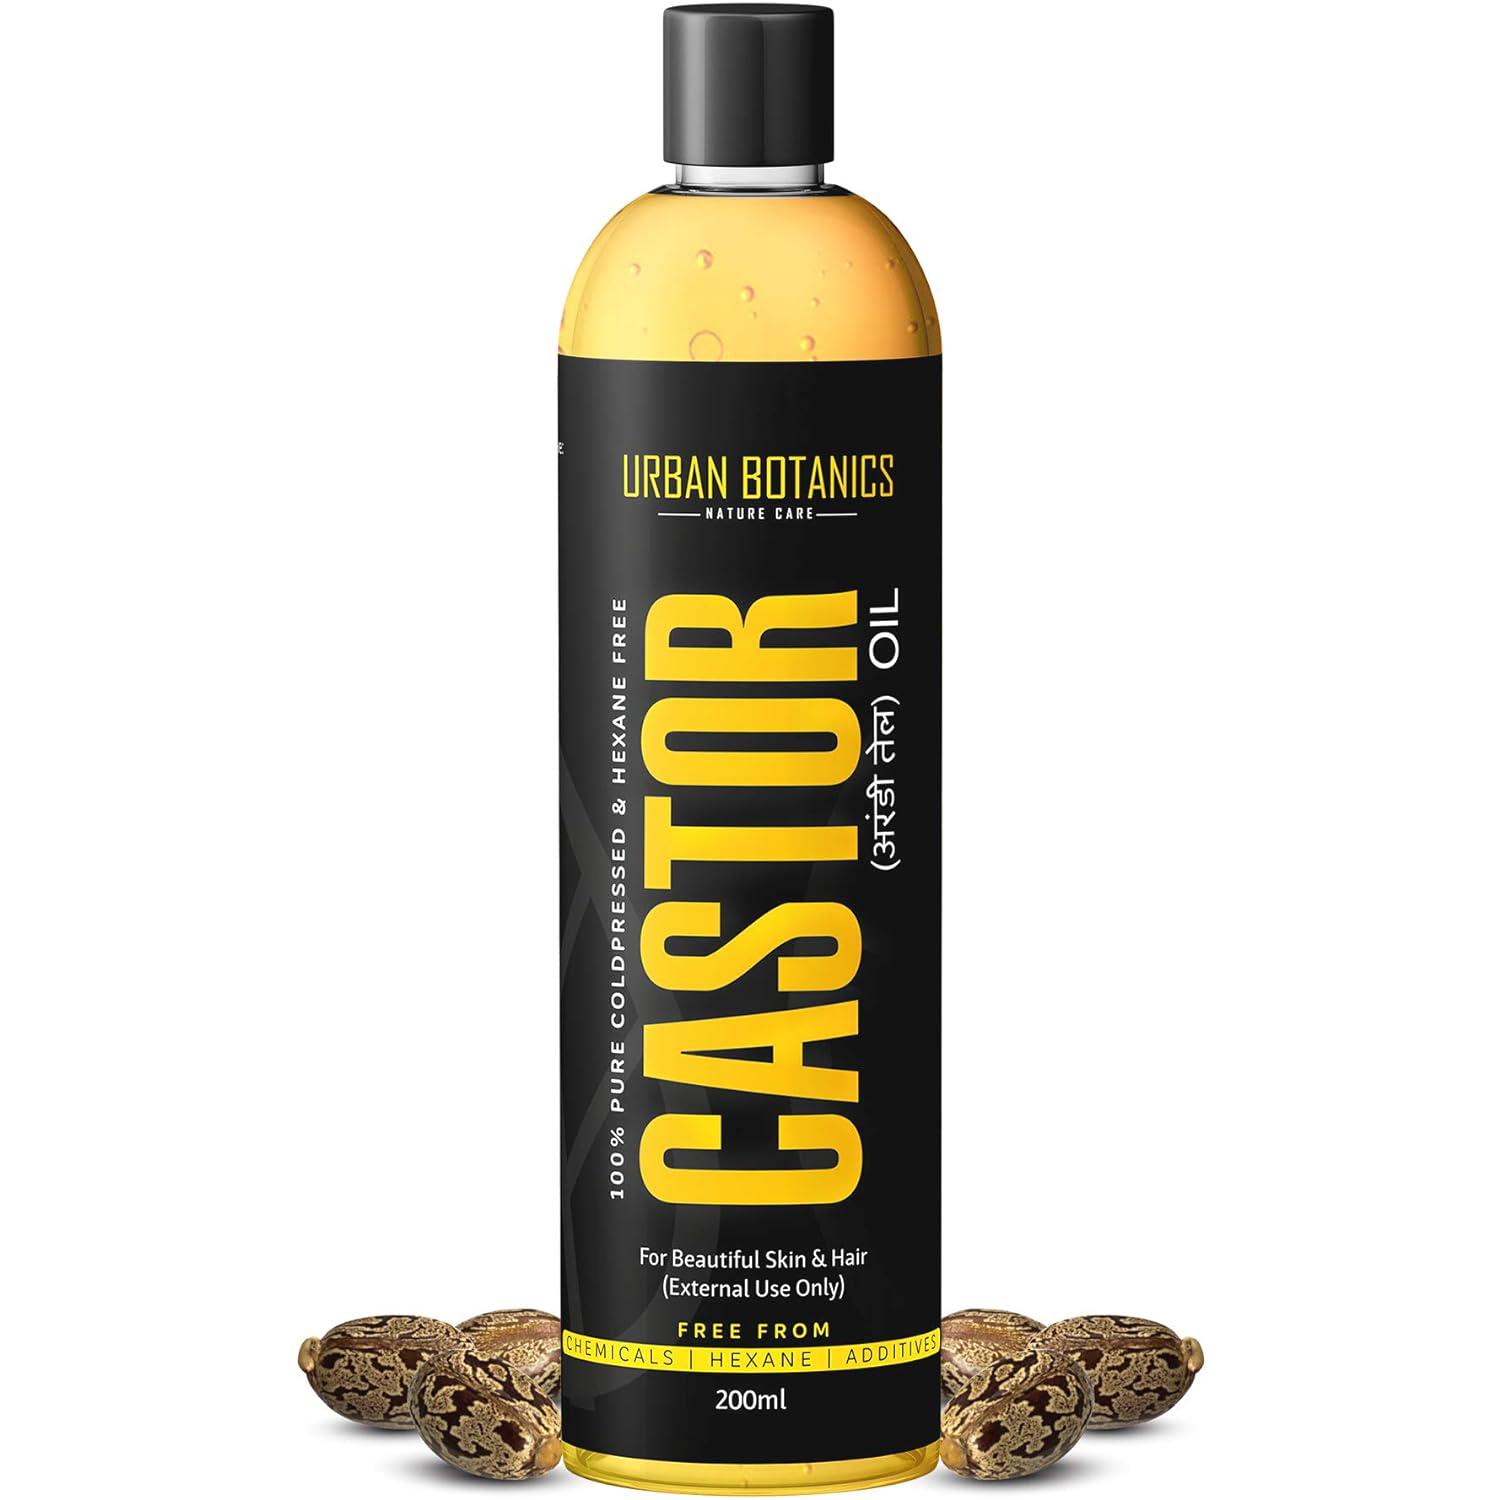 URBAN BOTANICS
NATURE CARE
100% PURE COLDPRESSED & HEXANE FREE
CASTOR
(अरंडी तेल) OIL
For Beautiful Skin & Hair
(External Use Only)
FREE FROM
CHEMICALS | HEXANE | ADDITIVES
200ml